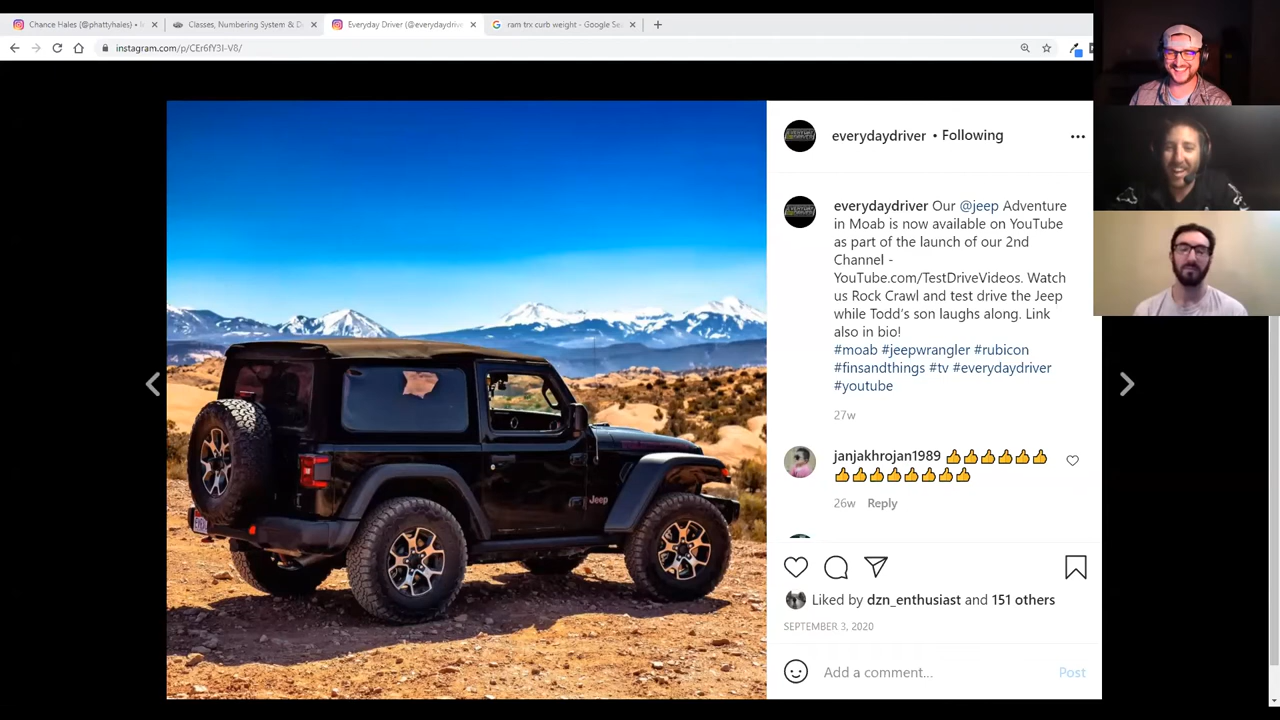 Chance Hales (@phattyhales) •
Classes, Numbering System & D
Everyday Driver (@everydaydrive
ram trx curb weight - Google Se
instagram.com/p/CEr6fY3I-V8/
everydaydriver • Following
everydaydriver Our @jeep Adventure
in Moab is now available on YouTube
as part of the launch of our 2nd
Channel -
YouTube.com/TestDriveVideos. Watch
us Rock Crawl and test drive the Jeep
while Todd's son laughs along. Link
also in bio!
#moab #jeepwrangler #rubicon
#finsandthings #tv #everydaydriver
#youtube
27w
janjakhrojan1989 👍👍👍👍👍👍
👍👍👍👍👍👍👍👍
26w Reply
Liked by dzn_enthusiast and 151 others
SEPTEMBER 3, 2020
Add a comment... Post
Jeep